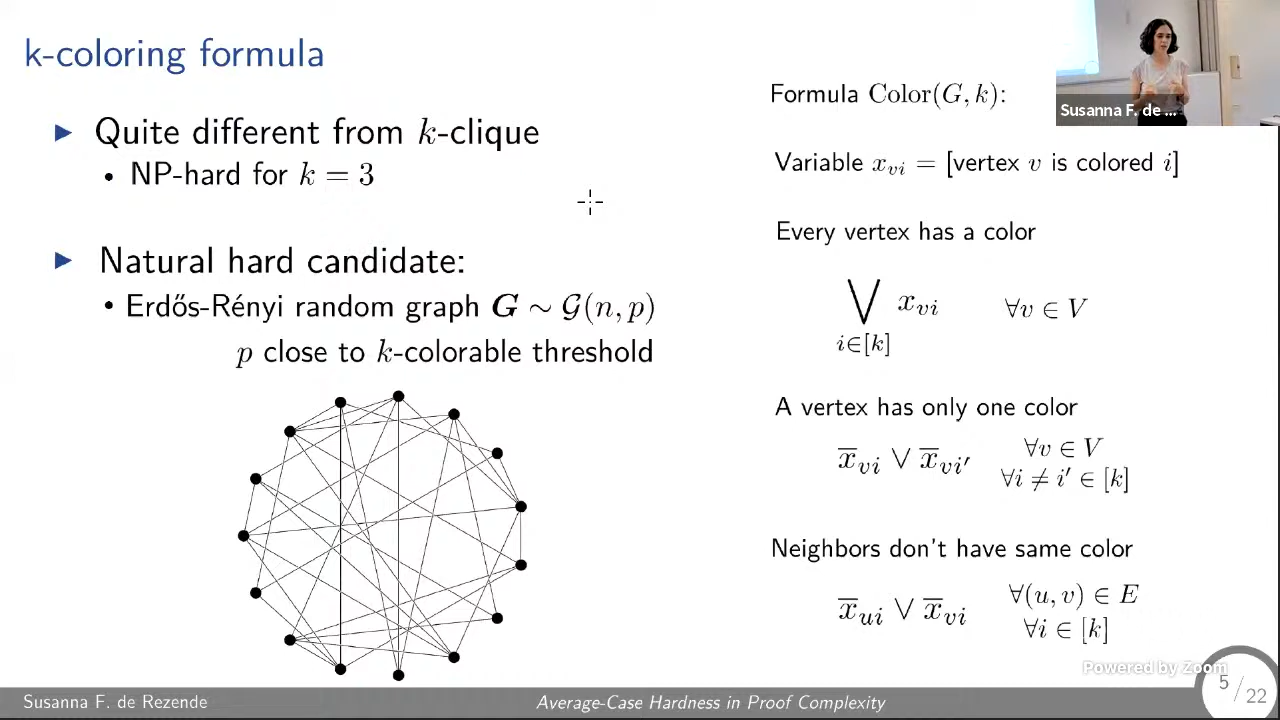 k-coloring formula
▶ Quite different from k-clique
• NP-hard for k = 3
▶ Natural hard candidate:
• Erdős-Rényi random graph G ∼ 𝒢(n, p)
p close to k-colorable threshold
Formula Color(G, k):
Variable x_{vi} = [vertex v is colored i]
Every vertex has a color
⋁_{i∈[k]} x_{vi} ∀v ∈ V
A vertex has only one color
x̅_{vi} ∨ x̅_{vi′} ∀v ∈ V
∀i ≠ i′ ∈ [k]
Neighbors don't have same color
x̅_{ui} ∨ x̅_{vi} ∀(u, v) ∈ E
∀i ∈ [k]
Susanna F. de ...
Powered by Zoom
Susanna F. de Rezende
Average-Case Hardness in Proof Complexity
5/22